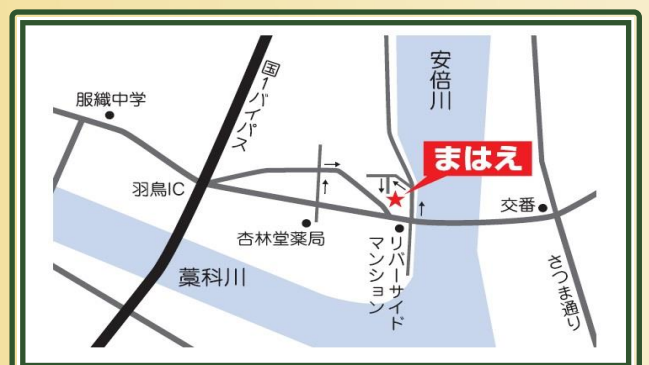 服織中学
国1バイパス
安倍川
まはえ
羽鳥IC
交番
杏林堂薬局
リバーサイド
マンション
藁科川
さつま通り